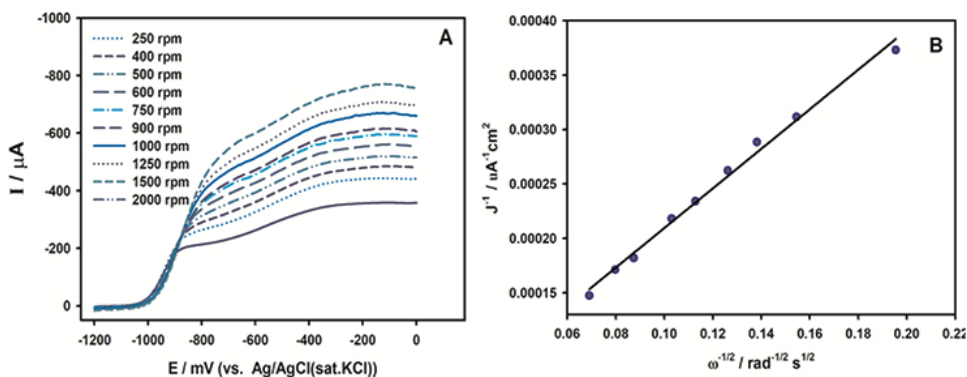 A
I / µA
-1000
-800
-600
-400
-200
0
250 rpm
400 rpm
500 rpm
600 rpm
750 rpm
900 rpm
1000 rpm
1250 rpm
1500 rpm
2000 rpm
-1200 -1000 -800 -600 -400 -200 0
E / mV (vs. Ag/AgCl(sat.KCl))
B
J-1 / uA-1cm2
0.00040
0.00035
0.00030
0.00025
0.00020
0.00015
0.06 0.08 0.10 0.12 0.14 0.16 0.18 0.20 0.22
ω-1/2 / rad-1/2 s1/2